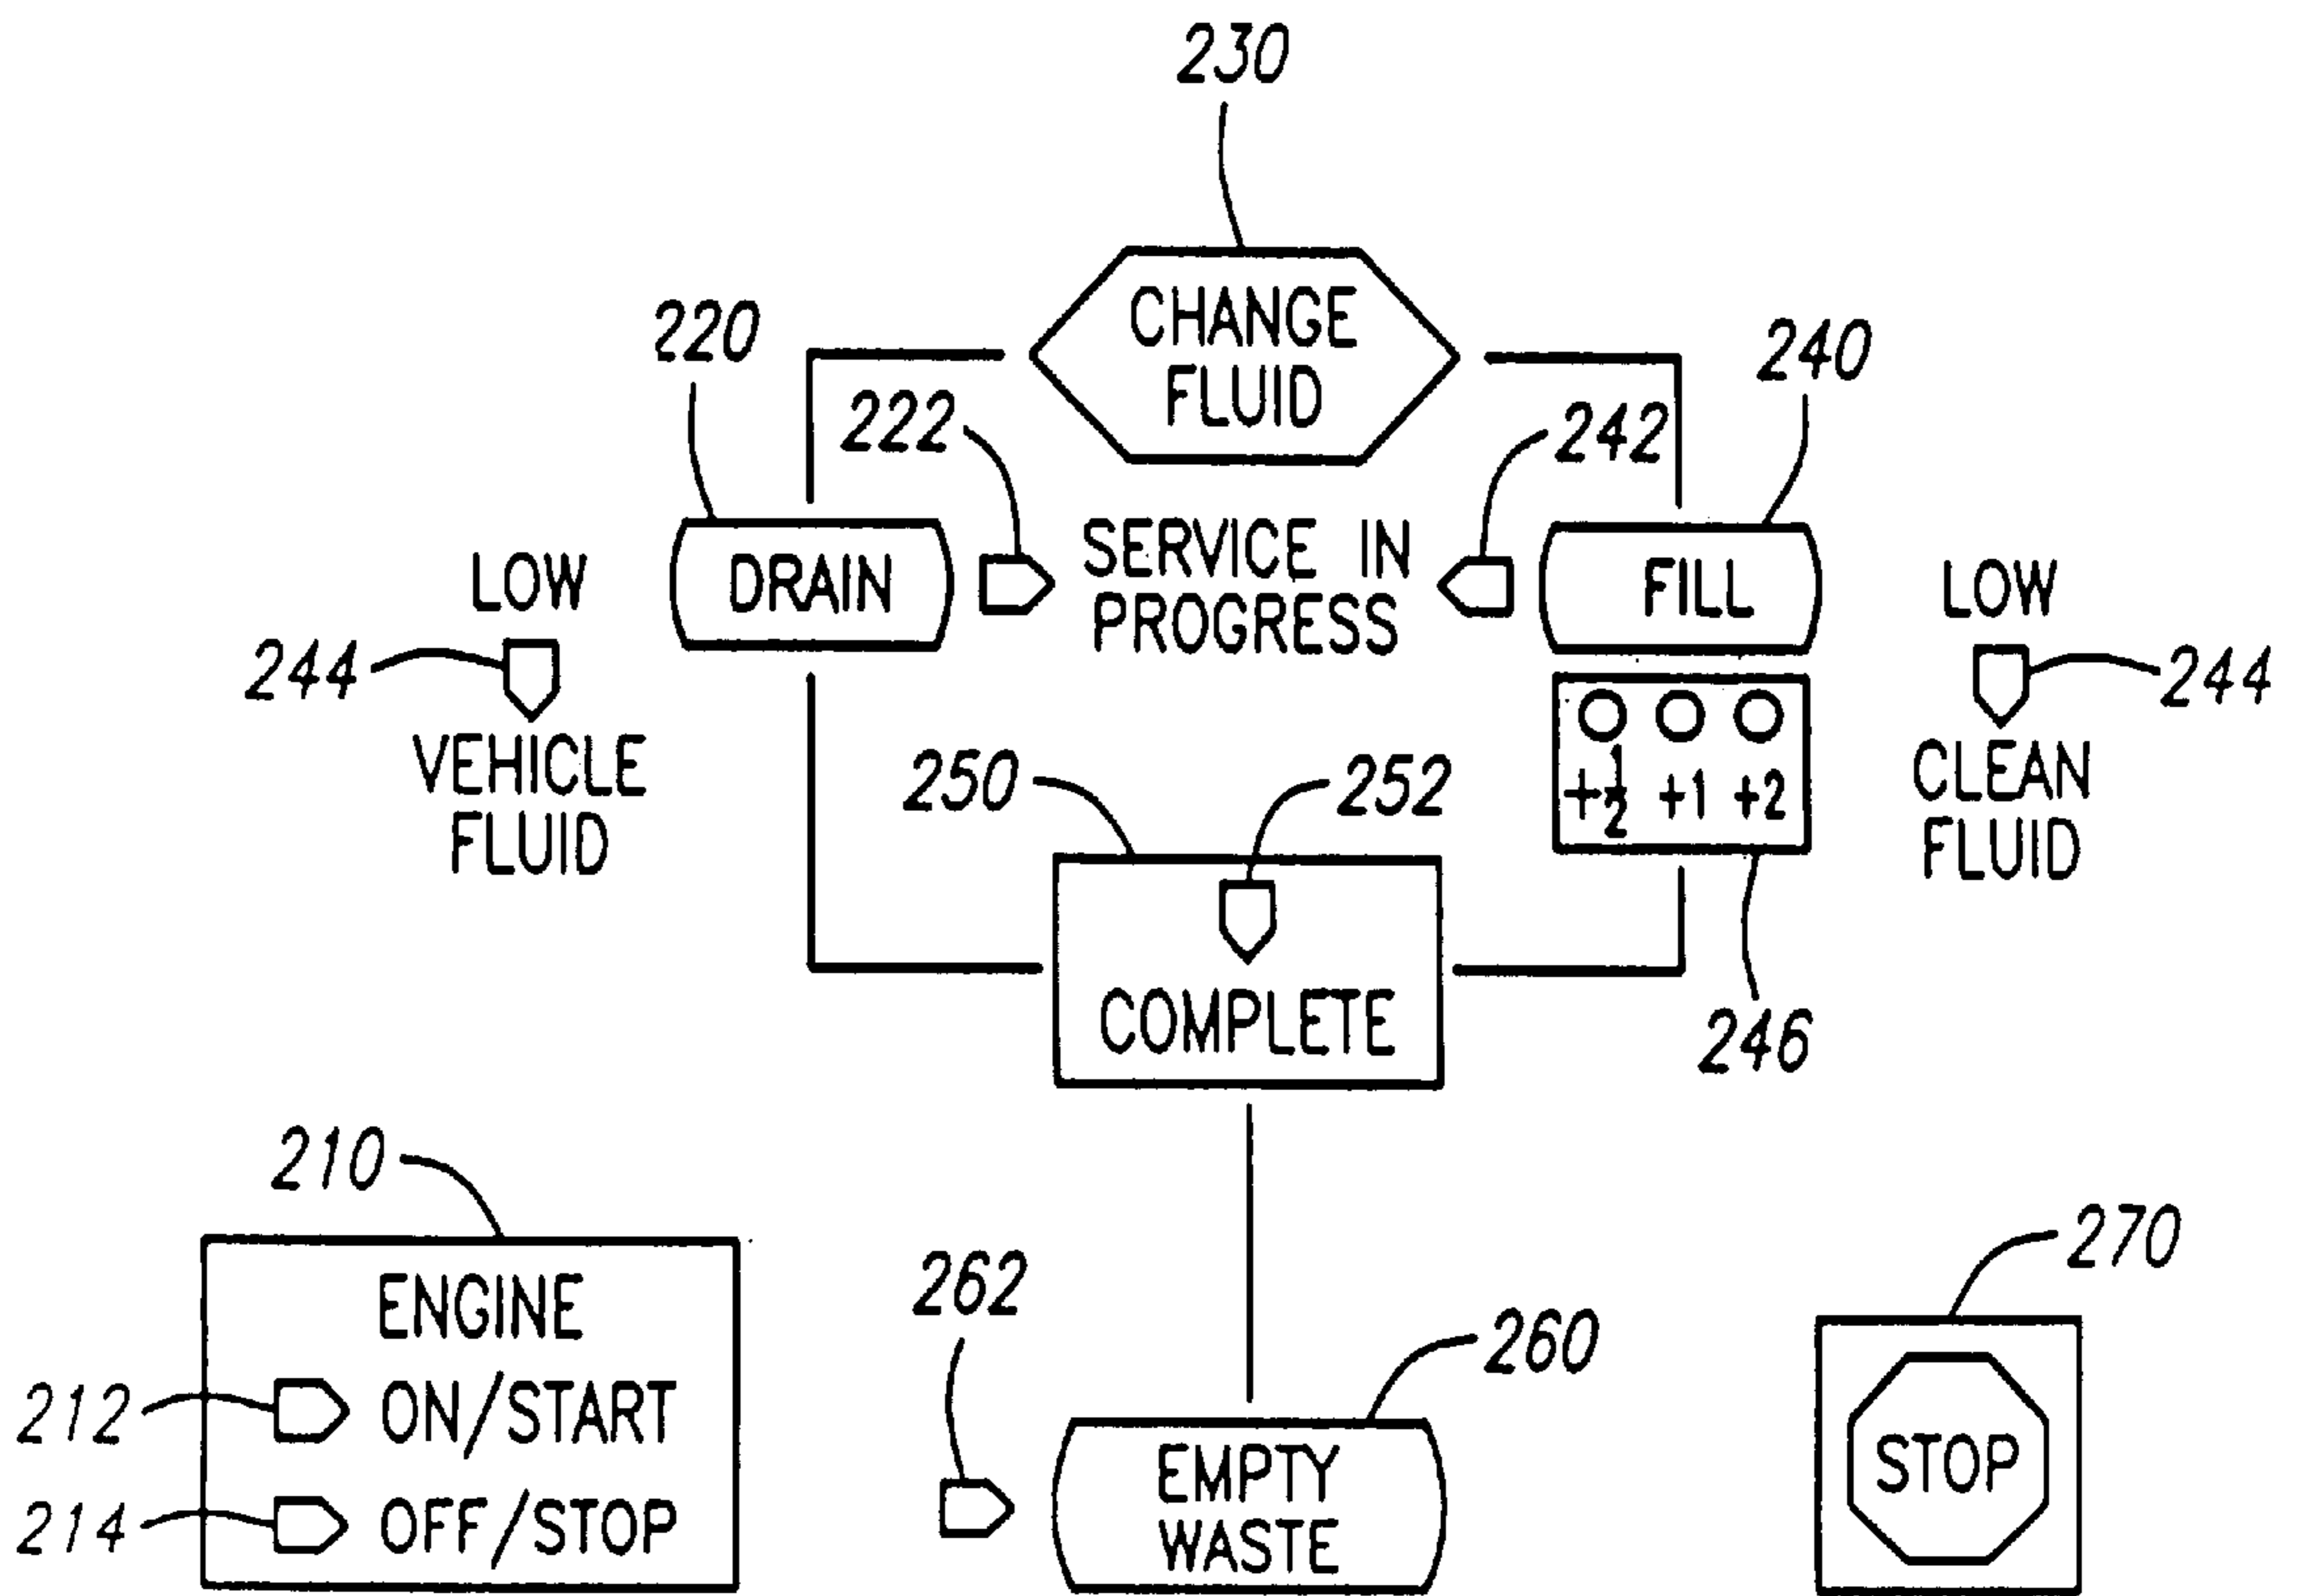 230
CHANGE
FLUID
220
240
222
242
LOW
DRAIN
SERVICE IN
PROGRESS
FILL
LOW
244
VEHICLE
FLUID
244
CLEAN
FLUID
+1/2 +1 +2
246
250
252
COMPLETE
210
ENGINE
212
ON/START
214
OFF/STOP
262
260
EMPTY
WASTE
270
STOP